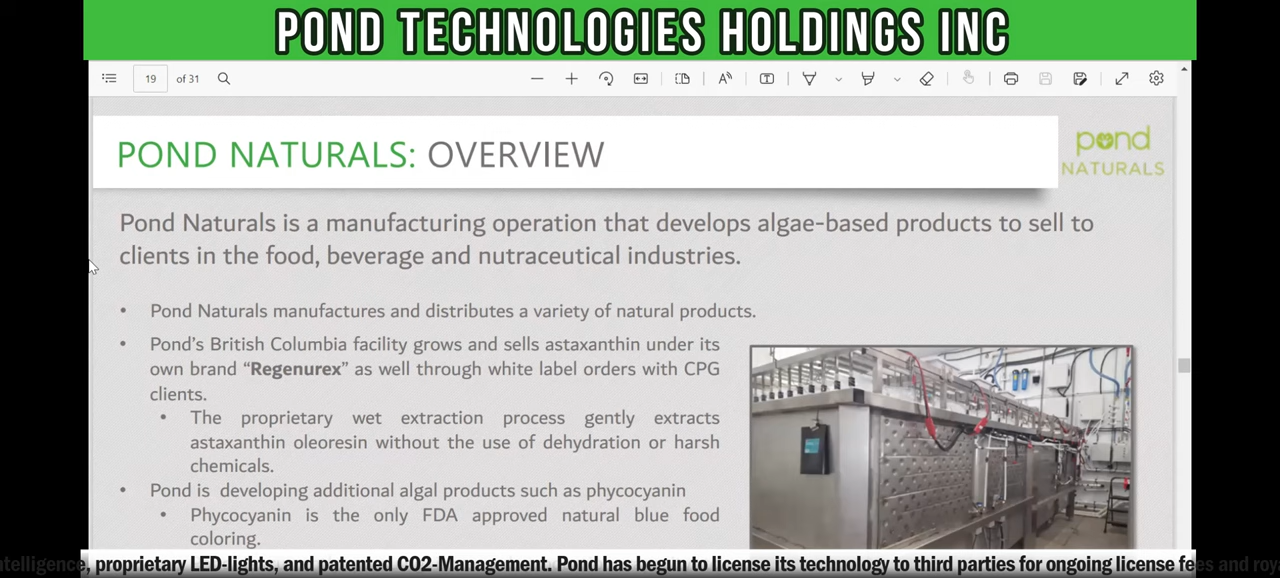 POND TECHNOLOGIES HOLDINGS INC
19 of 31
POND NATURALS: OVERVIEW
pond
NATURALS
Pond Naturals is a manufacturing operation that develops algae-based products to sell to
clients in the food, beverage and nutraceutical industries.
• Pond Naturals manufactures and distributes a variety of natural products.
• Pond's British Columbia facility grows and sells astaxanthin under its
own brand “Regenurex” as well through white label orders with CPG
clients.
• The proprietary wet extraction process gently extracts
astaxanthin oleoresin without the use of dehydration or harsh
chemicals.
• Pond is developing additional algal products such as phycocyanin
• Phycocyanin is the only FDA approved natural blue food
coloring.
ntelligence, proprietary LED-lights, and patented CO2-Management. Pond has begun to license its technology to third parties for ongoing license fees and roy